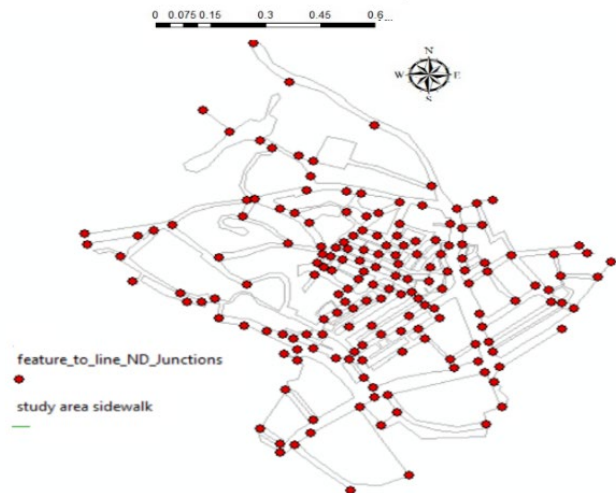 0 0.075 0.15 0.3 0.45 0.6 ...
N
W E
S
feature_to_line_ND_Junctions
study area sidewalk